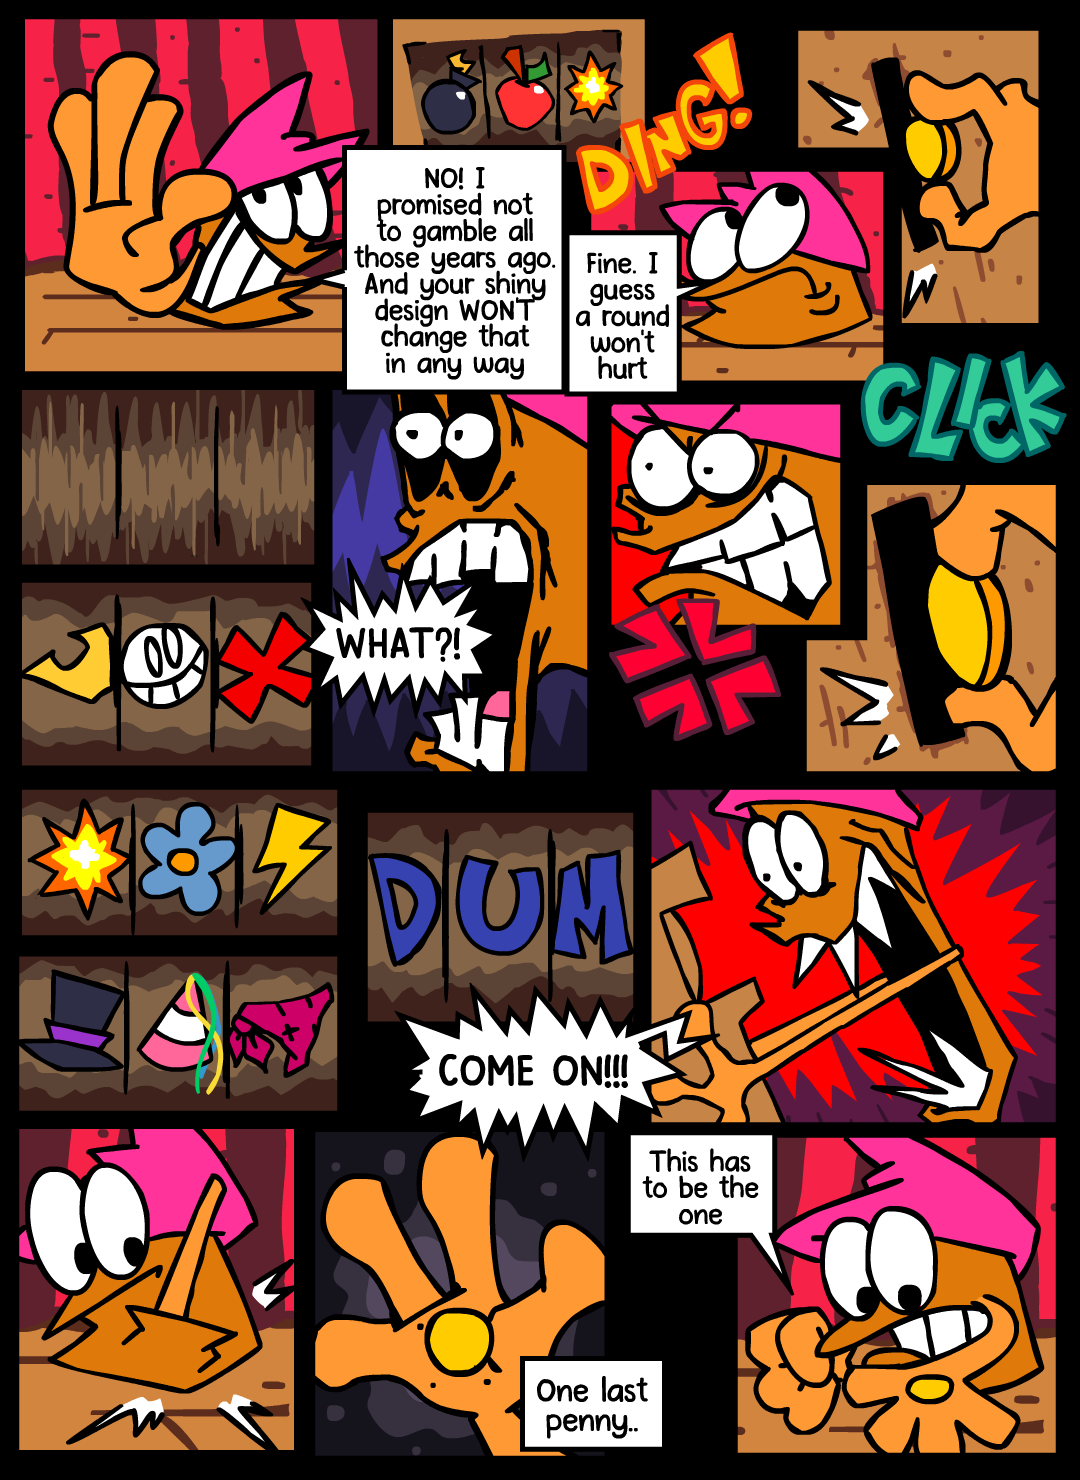 DING!
NO! I
promised not
to gamble all
those years ago.
And your shiny
design WON'T
change that
in any way
Fine. I
guess
a round
won't
hurt
CLICK
WHAT?!
DUM
COME ON!!!
One last
penny..
This has
to be the
one